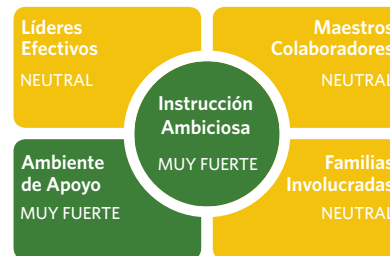 Líderes
Efectivos
NEUTRAL
Maestros
Colaboradores
NEUTRAL
Instrucción
Ambiciosa
MUY FUERTE
Ambiente
de Apoyo
MUY FUERTE
Familias
Involucradas
NEUTRAL